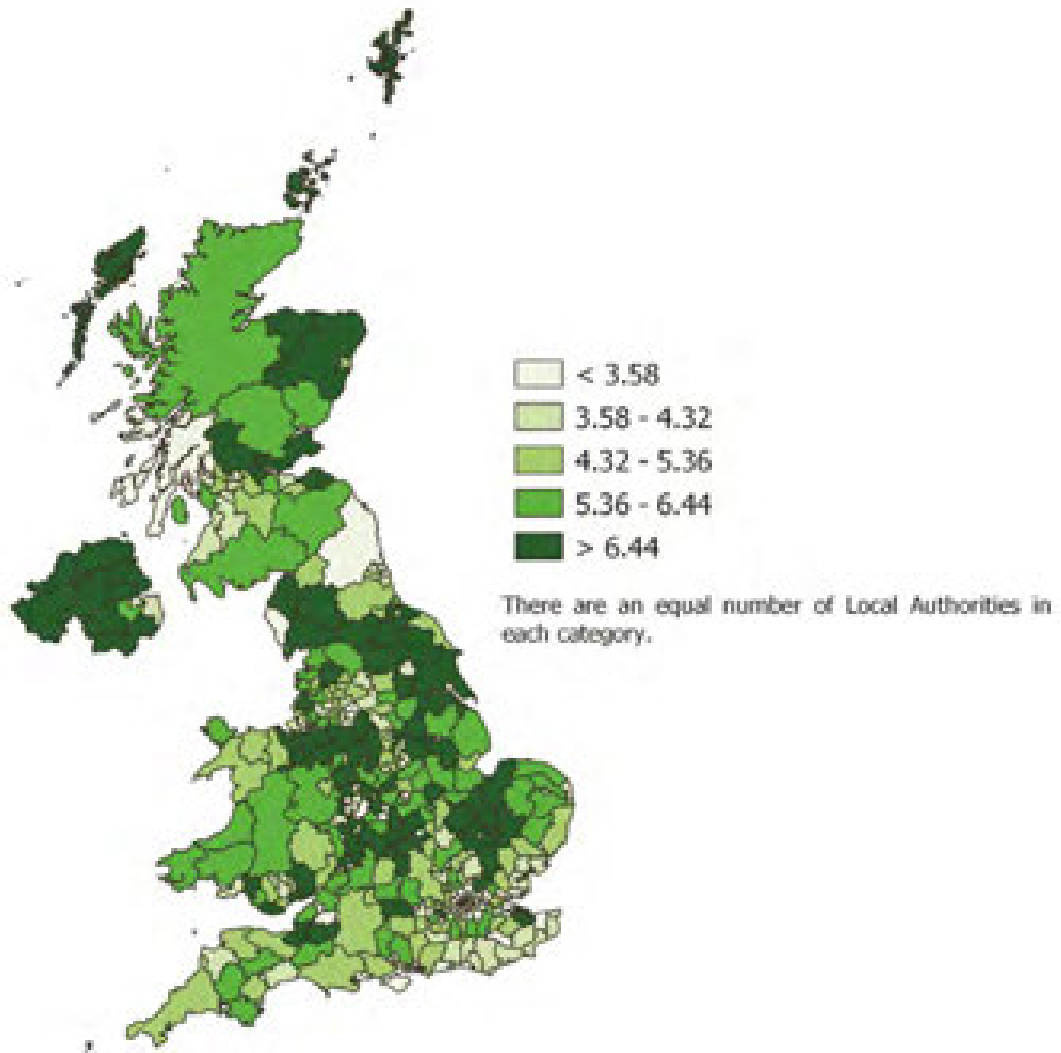 < 3.58
3.58 - 4.32
4.32 - 5.36
5.36 - 6.44
> 6.44
There are an equal number of Local Authorities in
each category.